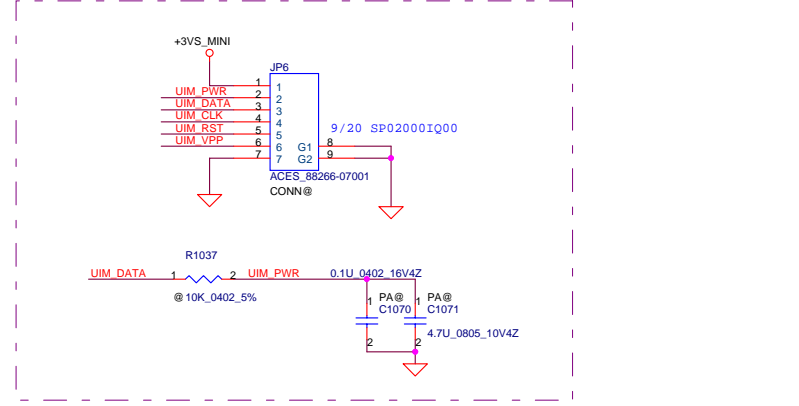 +3VS_MINI
JP6
1 1
UIM_PWR 2 2
UIM_DATA 3 3
UIM_CLK 4 4
UIM_RST 5 5
UIM_VPP 6 6
7 7
G1 8
G2 9
9/20 SP02000IQ00
ACES_88266-07001
CONN@
R1037
UIM_DATA 1 2 UIM_PWR 0.1U_0402_16V4Z
@ 10K_0402_5%
1 PA@ 1 PA@
C1070 C1071
4.7U_0805_10V4Z
2 2